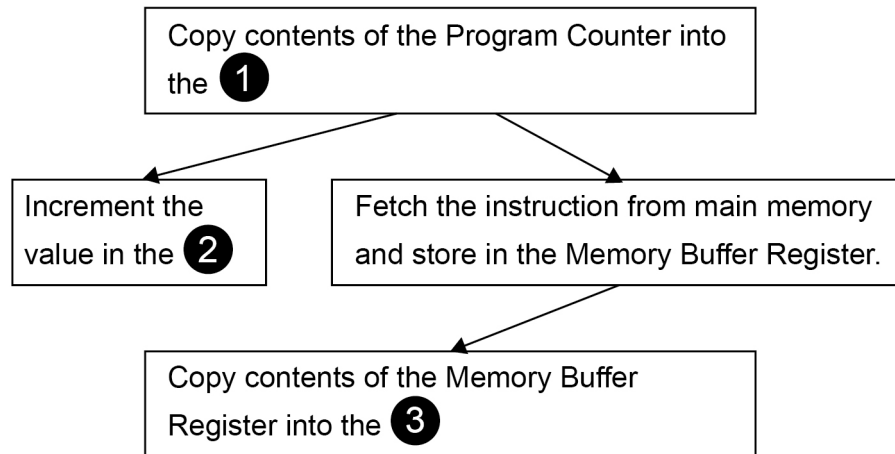 Copy contents of the Program Counter into
the 1
Increment the
value in the 2
Fetch the instruction from main memory
and store in the Memory Buffer Register.
Copy contents of the Memory Buffer
Register into the 3